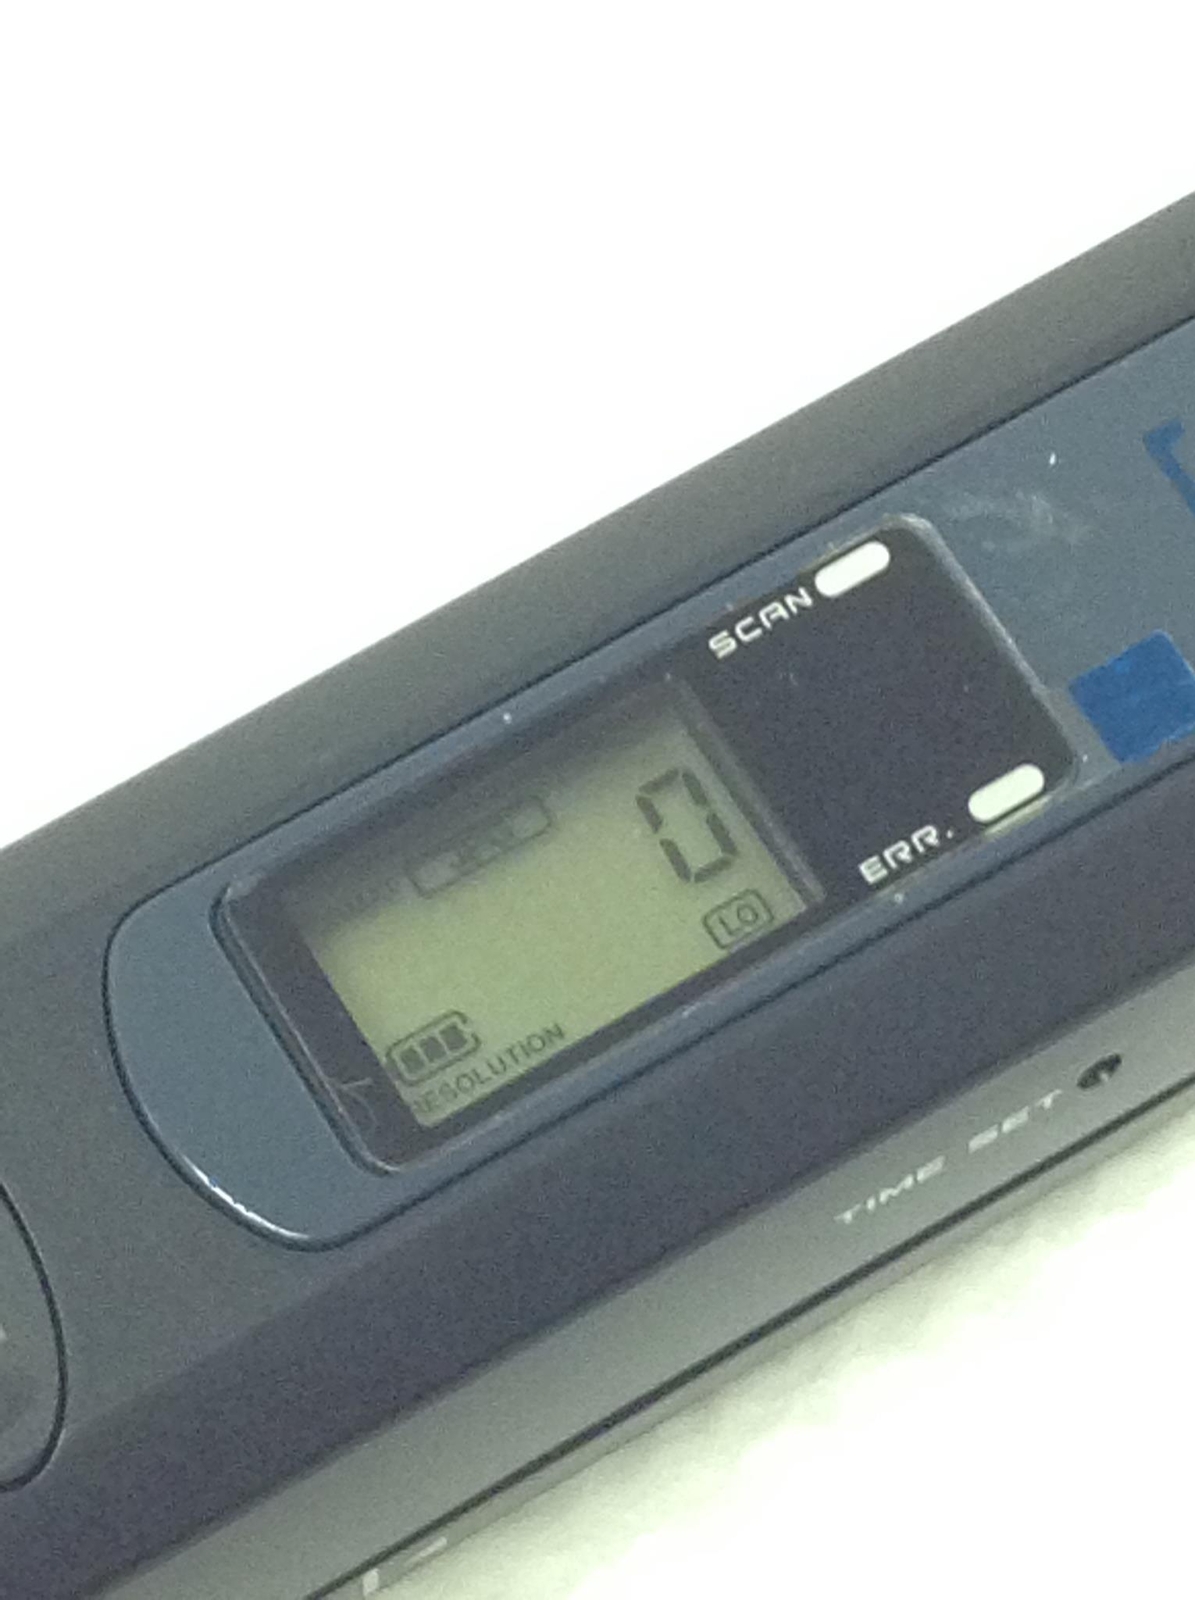 SCAN
0
LO
ERR.
RESOLUTION
TIME SET